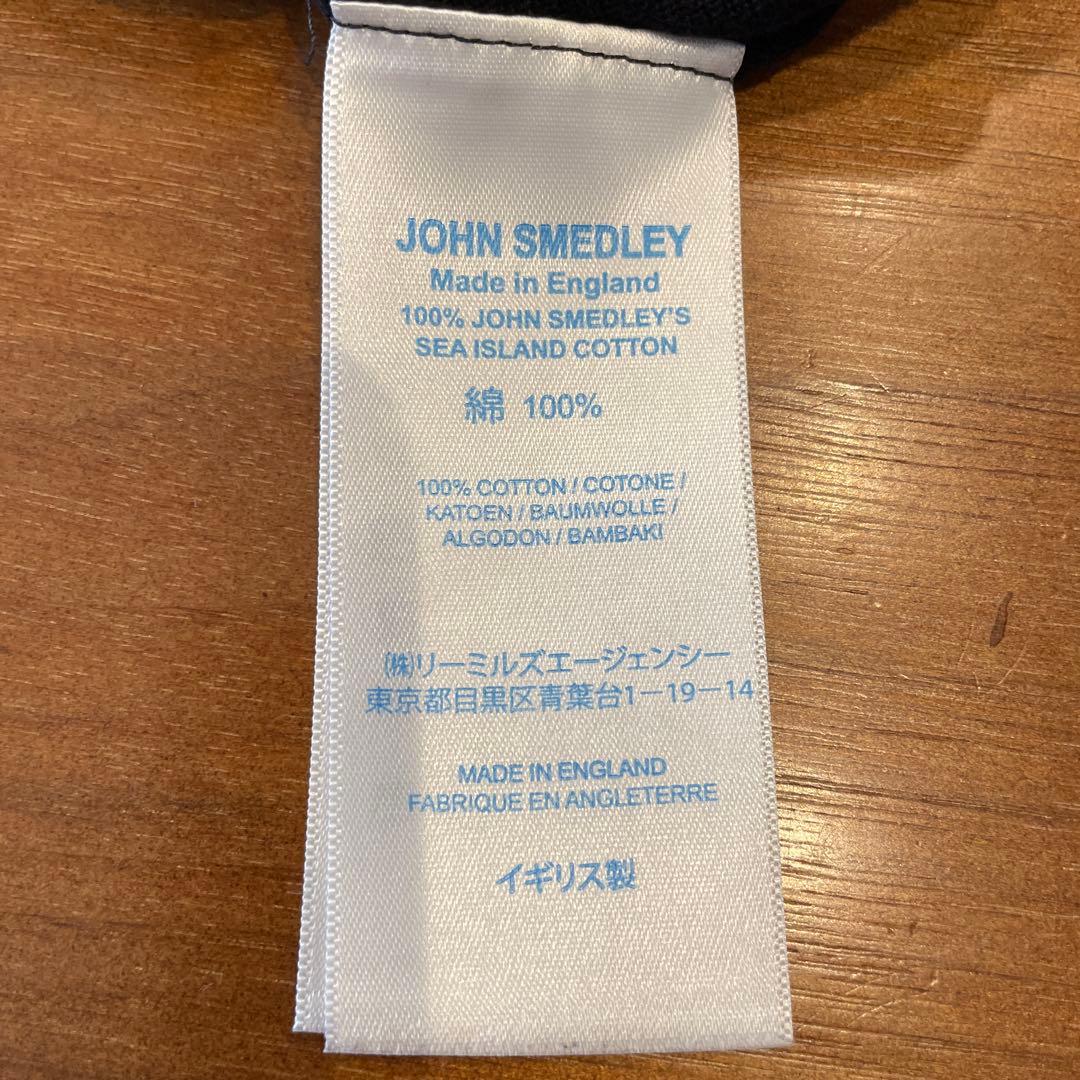 JOHN SMEDLEY
Made in England
100% JOHN SMEDLEY'S
SEA ISLAND COTTON
綿 100%
100% COTTON / COTONE /
KATOEN / BAUMWOLLE /
ALGODON / BAMBAKI
(株)リーミルズエージェンシー
東京都目黒区青葉台1-19-14
MADE IN ENGLAND
FABRIQUE EN ANGLETERRE
イギリス製